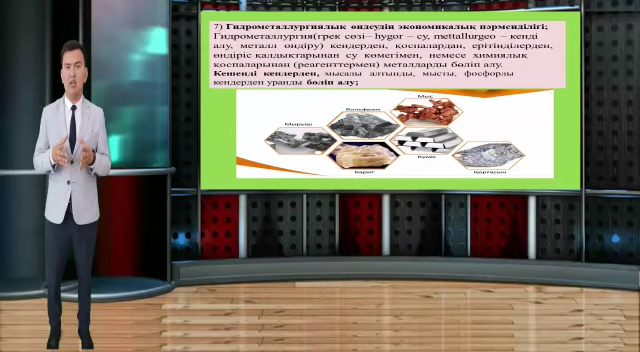 7) Гидрометаллургиялық өңдеудің экономикалық пәрменділігі;
Гидрометаллургия(грек сөзі– hygor – су, mettallurgeo – кенді
алу, металл өндіру) кендерден, қоспалардан, ерітінділерден,
өндіріс қалдықтарынан су көмегімен, немесе химиялық
қоспаларынан (реагенттермен) металдарды бөліп алу.
Кешенді кендерден, мысалы алтынды, мысты, фосфорлы
кендерден уранды бөліп алу;
Мыс
Вольфрам
Мырыш
Күміс
Барит
Қорғасын